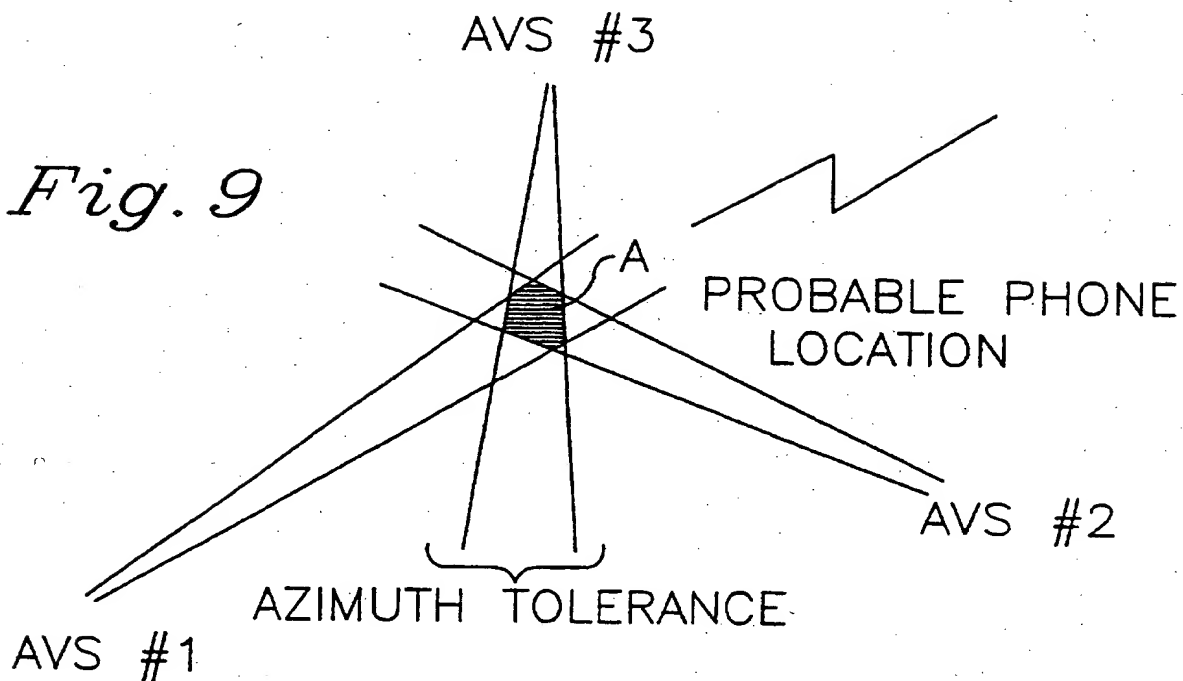 AVS #3
Fig. 9
A
PROBABLE PHONE
LOCATION
AVS #2
AZIMUTH TOLERANCE
AVS #1